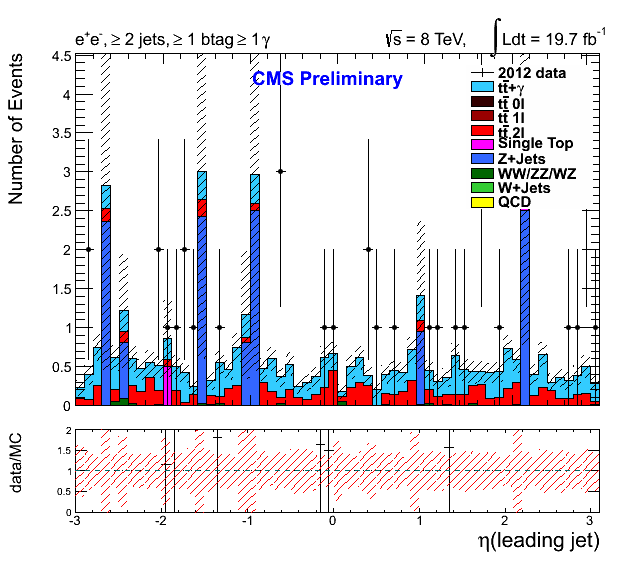 e⁺e⁻, ≥ 2 jets, ≥ 1 btag ≥ 1 γ √s = 8 TeV, ∫ Ldt = 19.7 fb⁻¹
CMS Preliminary
Number of Events
4.5
4
3.5
3
2.5
2
1.5
1
0.5
0
2012 data
tt̄+γ
tt̄ 0l
tt̄ 1l
tt̄ 2l
Single Top
Z+Jets
WW/ZZ/WZ
W+Jets
QCD
data/MC
2
1.5
1
0.5
0
-3 -2 -1 0 1 2 3
η(leading jet)